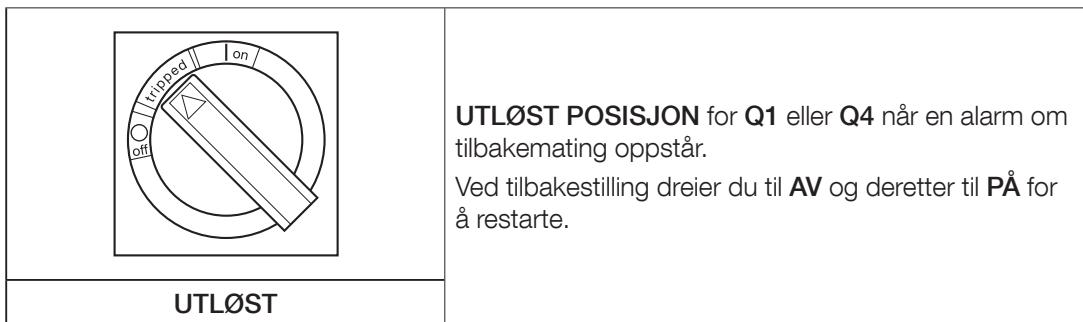 on
tripped
off
UTLØST
UTLØST POSISJON for Q1 eller Q4 når en alarm om
tilbakemating oppstår.
Ved tilbakestilling dreier du til AV og deretter til PÅ for
å restarte.